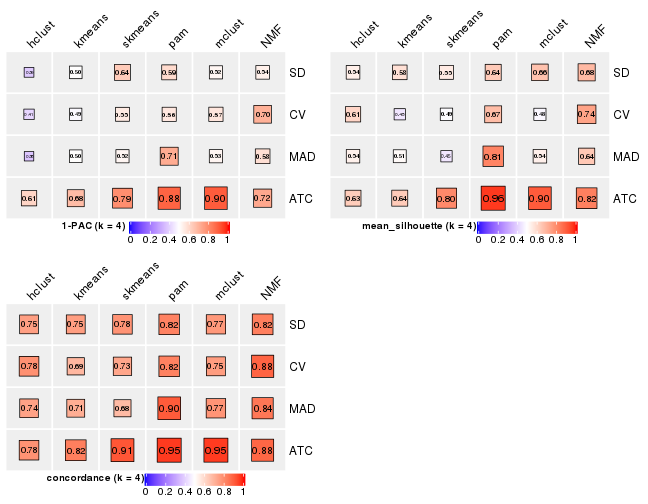 hclust kmeans skmeans pam mclust NMF
0.50 0.64 0.59 0.52 0.54 SD
0.49 0.55 0.56 0.57 0.70 CV
0.50 0.52 0.71 0.53 0.58 MAD
0.61 0.68 0.79 0.88 0.90 0.72 ATC
1-PAC (k = 4)
0 0.2 0.4 0.6 0.8 1
hclust kmeans skmeans pam mclust NMF
0.54 0.58 0.55 0.64 0.66 0.68 SD
0.61 0.49 0.67 0.48 0.74 CV
0.54 0.51 0.81 0.54 0.64 MAD
0.63 0.64 0.80 0.96 0.90 0.82 ATC
mean_silhouette (k = 4)
0 0.2 0.4 0.6 0.8 1
hclust kmeans skmeans pam mclust NMF
0.75 0.75 0.78 0.82 0.77 0.82 SD
0.78 0.69 0.73 0.82 0.75 0.88 CV
0.74 0.71 0.68 0.90 0.77 0.84 MAD
0.78 0.82 0.91 0.95 0.95 0.88 ATC
concordance (k = 4)
0 0.2 0.4 0.6 0.8 1